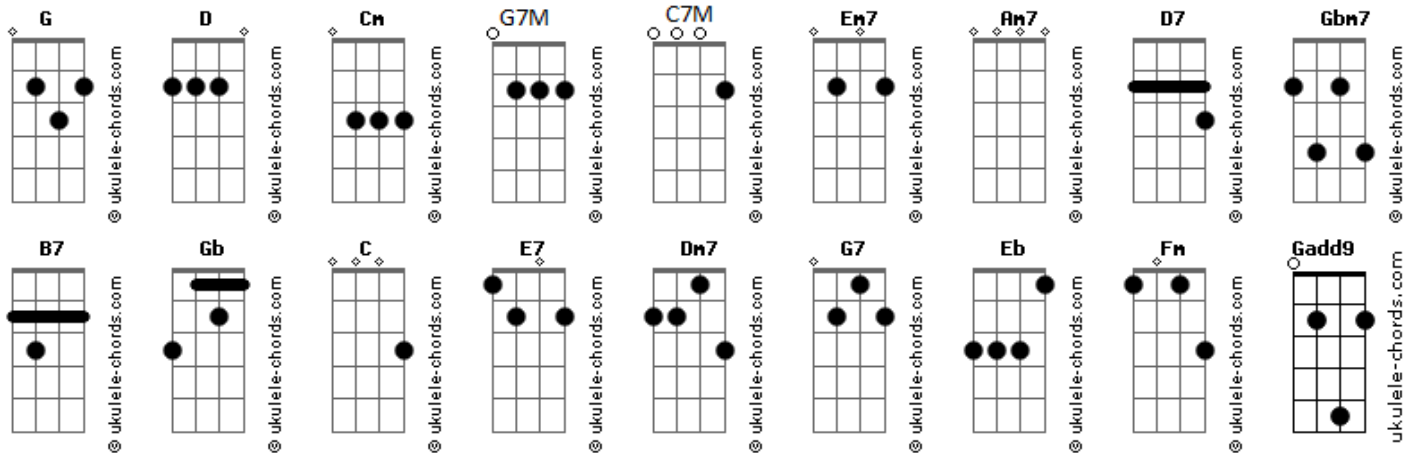 G D Cm G7M C7M Em7 Am7 D7 Gbm7
© ukulele-chords.com © ukulele-chords.com © ukulele-chords.com © ukulele-chords.com © ukulele-chords.com © ukulele-chords.com © ukulele-chords.com © ukulele-chords.com © ukulele-chords.com
B7 Gb C E7 Dm7 G7 Eb Fm Gadd9
© ukulele-chords.com © ukulele-chords.com © ukulele-chords.com © ukulele-chords.com © ukulele-chords.com © ukulele-chords.com © ukulele-chords.com © ukulele-chords.com ukulele-chords.com